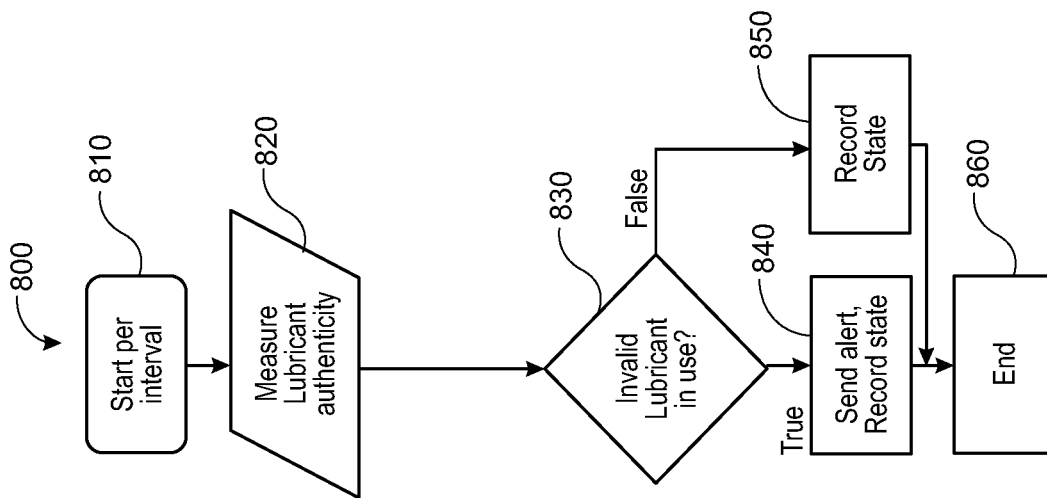 800
810
Start per
interval
820
Measure
Lubricant
authenticity
830
Invalid
Lubricant
in use?
False
True
840
Send alert,
Record state
850
Record
State
860
End